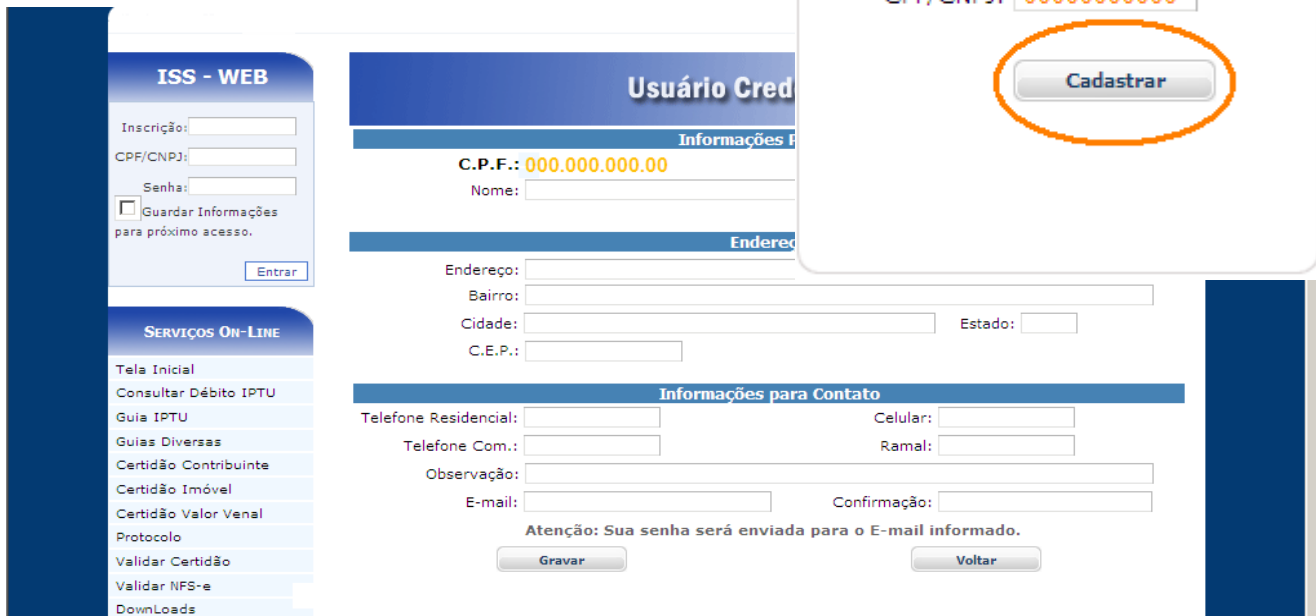 ISS - WEB
Inscrição:
CPF/CNPJ:
Senha:
Guardar Informações
para próximo acesso.
Entrar
SERVIÇOS ON-LINE
Tela Inicial
Consultar Débito IPTU
Guia IPTU
Guias Diversas
Certidão Contribuinte
Certidão Imóvel
Certidão Valor Venal
Protocolo
Validar Certidão
Validar NFS-e
DownLoads
Usuário Cred
Informações P
C.P.F.: 000.000.000.00
Nome:
Endereç
Endereço:
Bairro:
Cidade: Estado:
C.E.P.:
Informações para Contato
Telefone Residencial: Celular:
Telefone Com.: Ramal:
Observação:
E-mail: Confirmação:
Atenção: Sua senha será enviada para o E-mail informado.
Gravar Voltar
CPF/CNPJ: 00000000000
Cadastrar